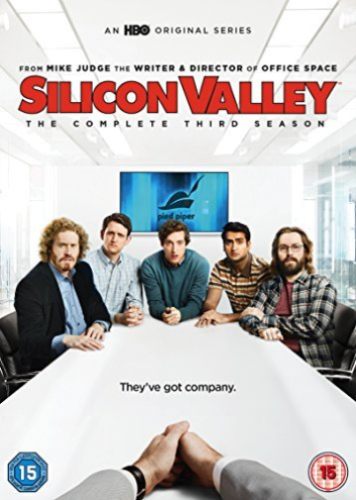 AN HBO ORIGINAL SERIES
FROM MIKE JUDGE THE WRITER & DIRECTOR OF OFFICE SPACE
SILICON VALLEY™
THE COMPLETE THIRD SEASON
pied piper
They've got company.
15
15